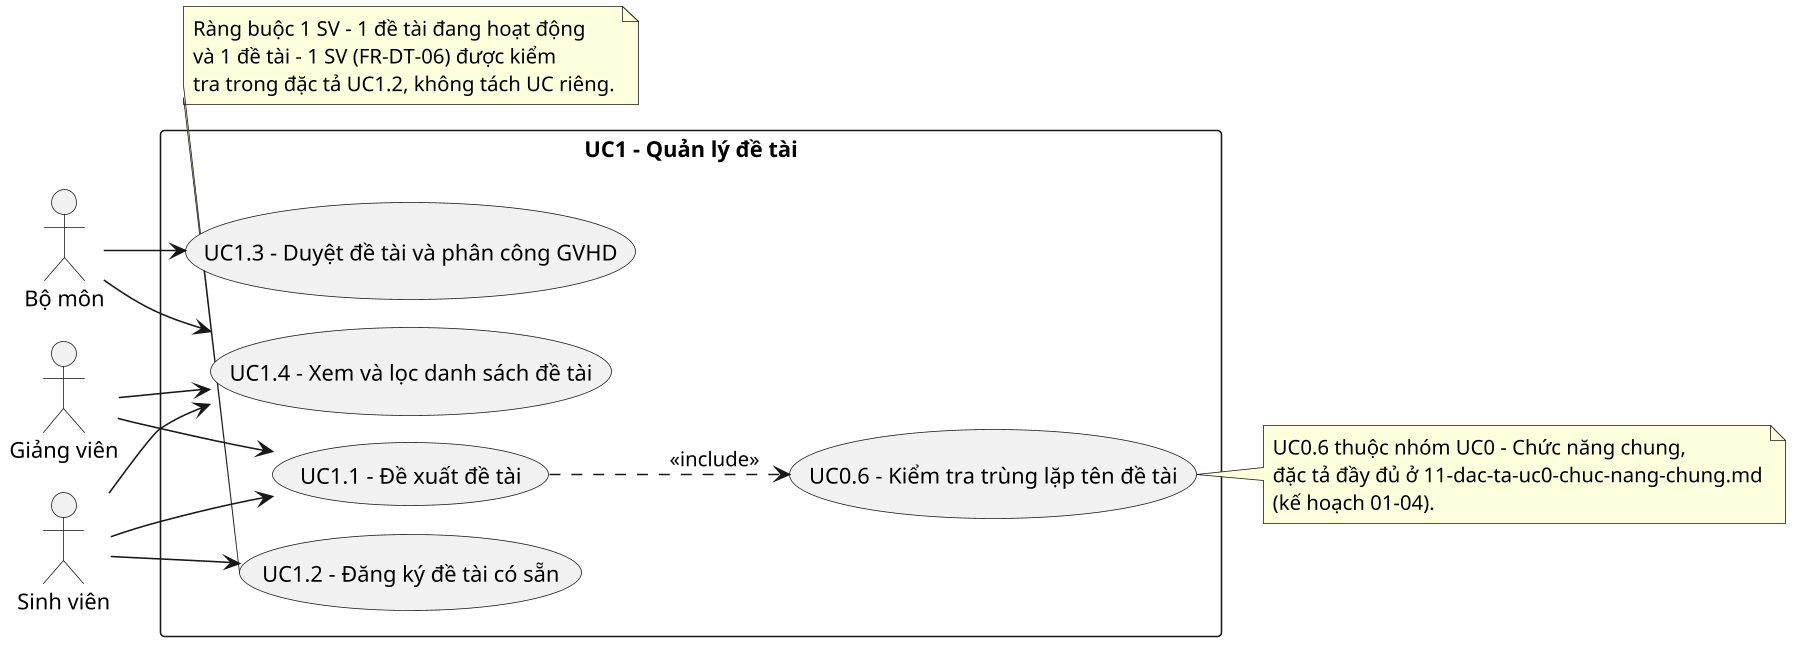 Ràng buộc 1 SV - 1 đề tài đang hoạt động
và 1 đề tài - 1 SV (FR-DT-06) được kiểm
tra trong đặc tả UC1.2, không tách UC riêng.
UC1 - Quản lý đề tài
Bộ môn
UC1.3 - Duyệt đề tài và phân công GVHD
UC1.4 - Xem và lọc danh sách đề tài
Giảng viên
UC1.1 - Đề xuất đề tài
«include»
UC0.6 - Kiểm tra trùng lặp tên đề tài
UC0.6 thuộc nhóm UC0 - Chức năng chung,
đặc tả đầy đủ ở 11-dac-ta-uc0-chuc-nang-chung.md
(kế hoạch 01-04).
UC1.2 - Đăng ký đề tài có sẵn
Sinh viên